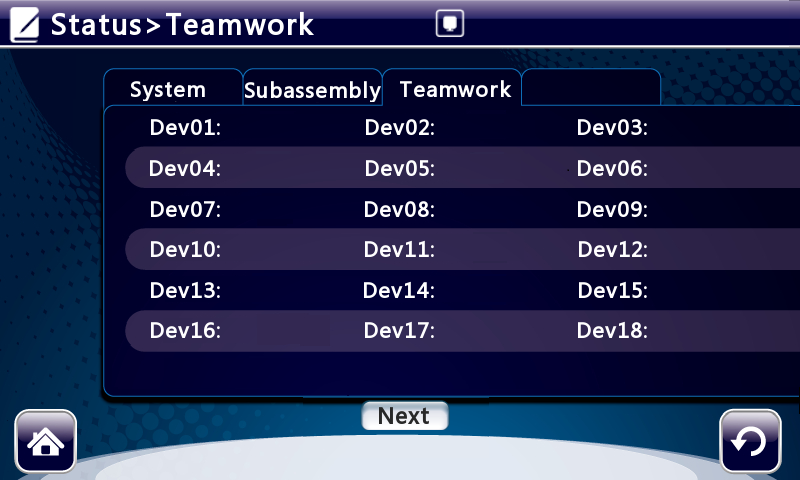 Status>Teamwork
System Subassembly Teamwork
Dev01: Dev02: Dev03:
Dev04: Dev05: Dev06:
Dev07: Dev08: Dev09:
Dev10: Dev11: Dev12:
Dev13: Dev14: Dev15:
Dev16: Dev17: Dev18:
Next